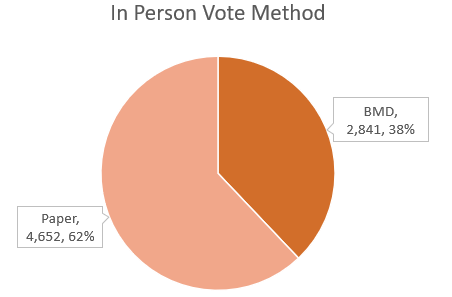 In Person Vote Method
BMD,
2,841, 38%
Paper,
4,652, 62%